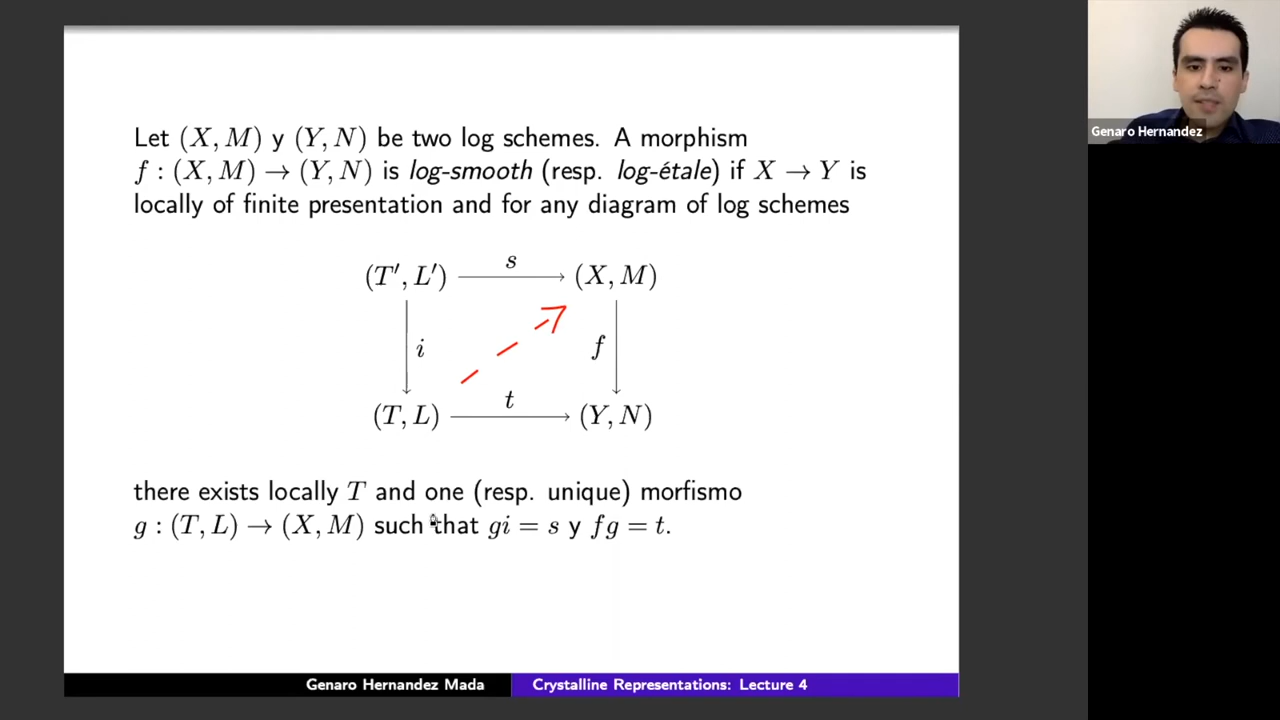 Let (X, M) y (Y, N) be two log schemes. A morphism
f : (X, M) → (Y, N) is log-smooth (resp. log-étale) if X → Y is
locally of finite presentation and for any diagram of log schemes
(T′, L′) s (X, M)
i f
(T, L) t (Y, N)
there exists locally T and one (resp. unique) morfismo
g : (T, L) → (X, M) such that gi = s y fg = t.
Genaro Hernandez Mada Crystalline Representations: Lecture 4
Genaro Hernandez